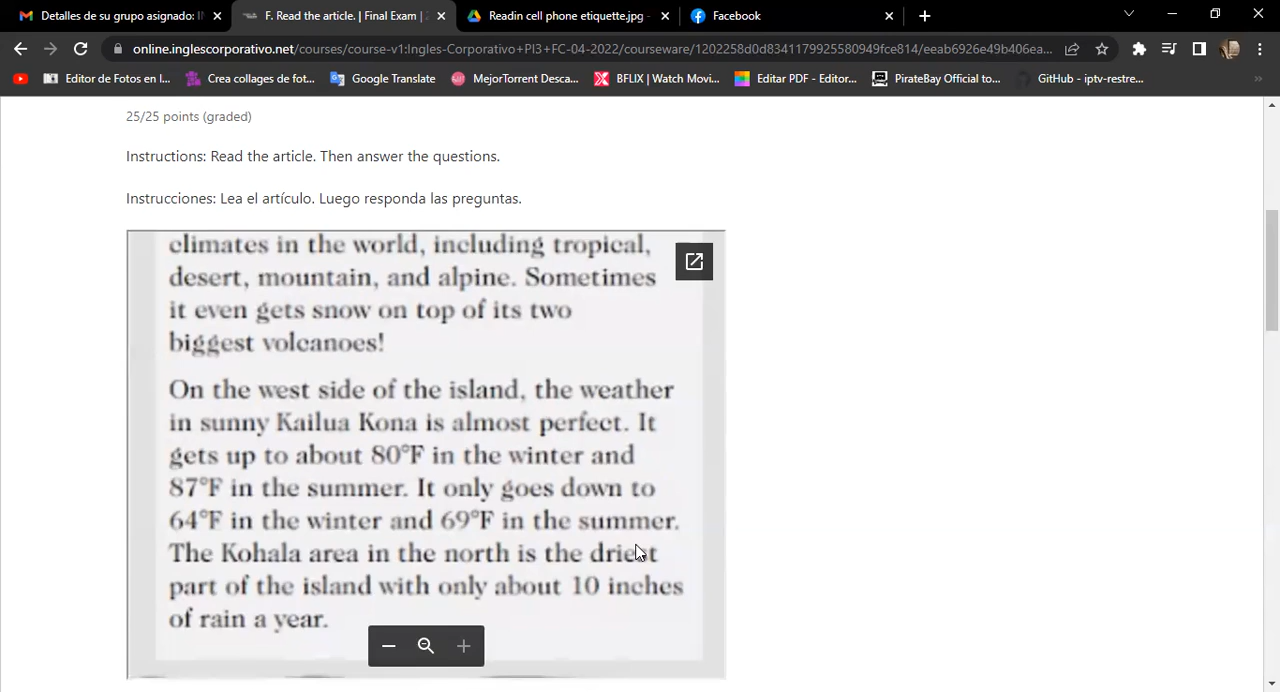 Detalles de su grupo asignado: I
F. Read the article. | Final Exam |
Readin cell phone etiquette.jpg -
Facebook
online.inglescorporativo.net/courses/course-v1:Ingles-Corporativo+PI3+FC-04-2022/courseware/1202258d0d8341179925580949fce814/eeab6926e49b406ea...
Editor de Fotos en l...
Crea collages de fot...
Google Translate
MejorTorrent Desca...
BFLIX | Watch Movi...
Editar PDF - Editor...
PirateBay Official to...
GitHub - iptv-restre...
25/25 points (graded)
Instructions: Read the article. Then answer the questions.
Instrucciones: Lea el artículo. Luego responda las preguntas.
climates in the world, including tropical,
desert, mountain, and alpine. Sometimes
it even gets snow on top of its two
biggest volcanoes!
On the west side of the island, the weather
in sunny Kailua Kona is almost perfect. It
gets up to about 80°F in the winter and
87°F in the summer. It only goes down to
64°F in the winter and 69°F in the summer.
The Kohala area in the north is the driest
part of the island with only about 10 inches
of rain a year.